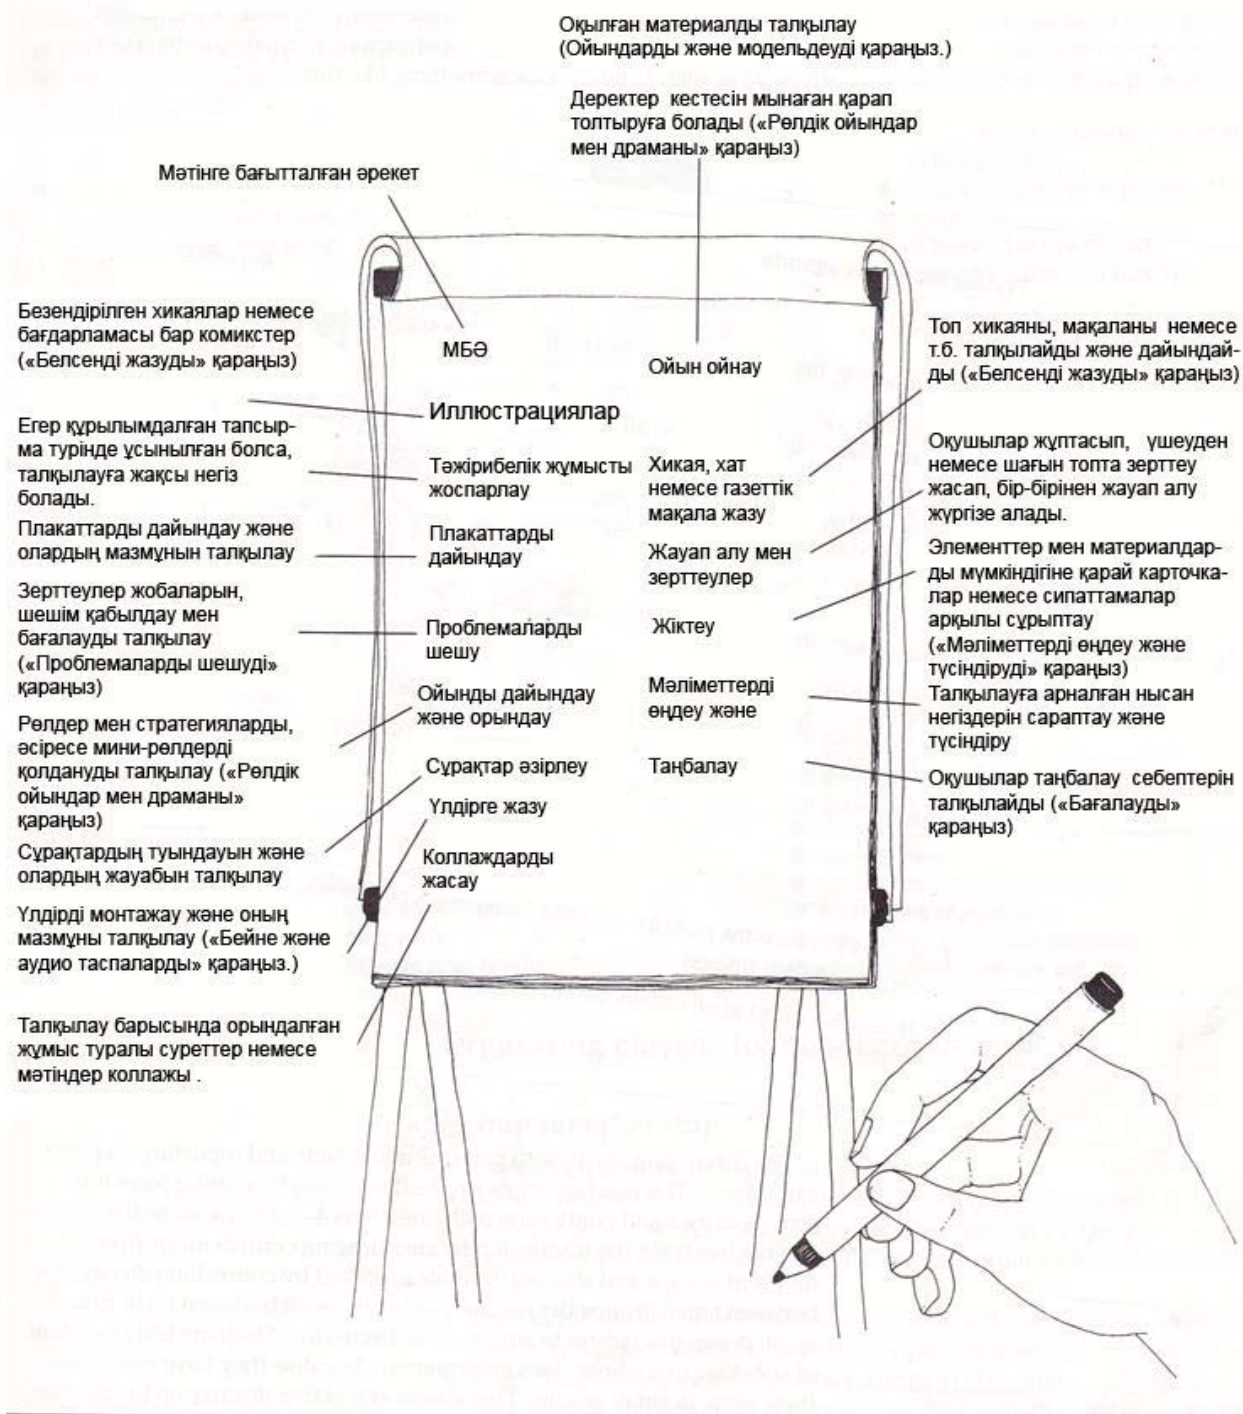 Оқылған материалды талқылау
(Ойындарды және модельдеуді қараңыз.)
Деректер кестесін мынаған қарап
толтыруға болады («Рөлдік ойындар
мен драманы» қараңыз)
Мәтінге бағытталған әрекет
Безендірілген хикаялар немесе
бағдарламасы бар комикстер
(«Белсенді жазуды» қараңыз)
Егер құрылымдалған тапсыр-
ма түрінде ұсынылған болса,
талқылауға жақсы негіз
болады.
Плакаттарды дайындау және
олардың мазмұнын талқылау
Зерттеулер жобаларын,
шешім қабылдау мен
бағалауды талқылау
(«Проблемаларды шешуді»
қараңыз)
Рөлдер мен стратегияларды,
әсіресе мини-рөлдерді
қолдануды талқылау («Рөлдік
ойындар мен драманы»
қараңыз)
Сұрақтардың туындауын және
олардың жауабын талқылау
Үлдірді монтажау және оның
мазмұны талқылау («Бейне және
аудио таспаларды» қараңыз.)
Талқылау барысында орындалған
жұмыс туралы суреттер немесе
мәтіндер коллажы .
МБӘ
Иллюстрациялар
Тәжірибелік жұмысты
жоспарлау
Плакаттарды
дайындау
Проблемаларды
шешу
Ойынды дайындау
және орындау
Сұрақтар әзірлеу
Үлдірге жазу
Коллаждарды
жасау
Ойын ойнау
Хикая, хат
немесе газеттік
мақала жазу
Жауап алу мен
зерттеулер
Жіктеу
Мәліметтерді
өңдеу және
Таңбалау
Топ хикаяны, мақаланы немесе
т.б. талқылайды және дайындай-
ды («Белсенді жазуды» қараңыз)
Оқушылар жұптасып, үшеуден
немесе шағын топта зерттеу
жасап, бір-бірінен жауап алу
жүргізе алады.
Элементтер мен материалдар-
ды мүмкіндігіне қарай карточка-
лар немесе сипаттамалар
арқылы сұрыптау
(«Мәліметтерді өңдеу және
түсіндіруді» қараңыз)
Талқылауға арналған нысан
негіздерін сараптау және
түсіндіру
Оқушылар таңбалау себептерін
талқылайды («Бағалауды»
қараңыз)